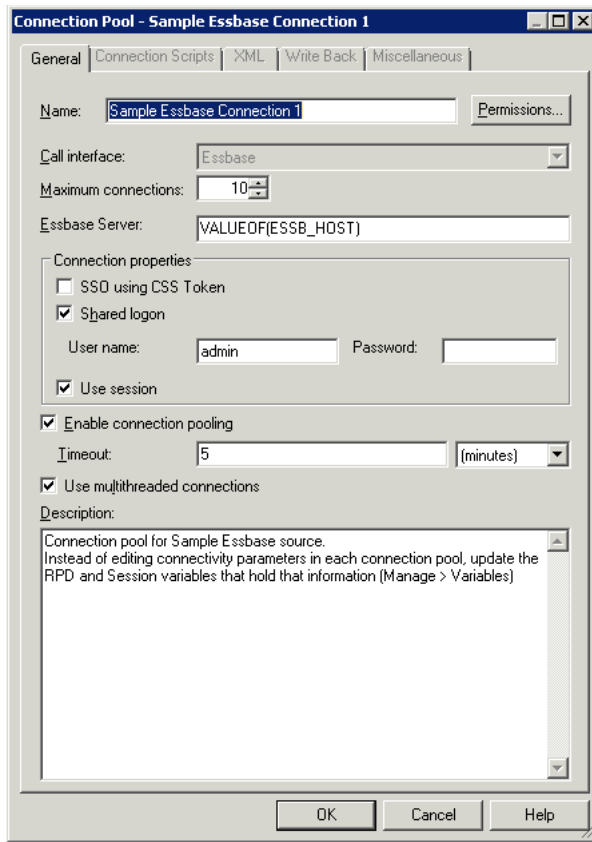 Connection Pool - Sample Essbase Connection 1
General Connection Scripts XML Write Back Miscellaneous
Name: Sample Essbase Connection 1 Permissions...
Call interface: Essbase
Maximum connections: 10
Essbase Server: VALUEOF(ESSB_HOST)
Connection properties
SSO using CSS Token
Shared logon
User name: admin Password:
Use session
Enable connection pooling
Timeout: 5 (minutes)
Use multithreaded connections
Description:
Connection pool for Sample Essbase source.
Instead of editing connectivity parameters in each connection pool, update the
RPD and Session variables that hold that information (Manage > Variables)
OK Cancel Help